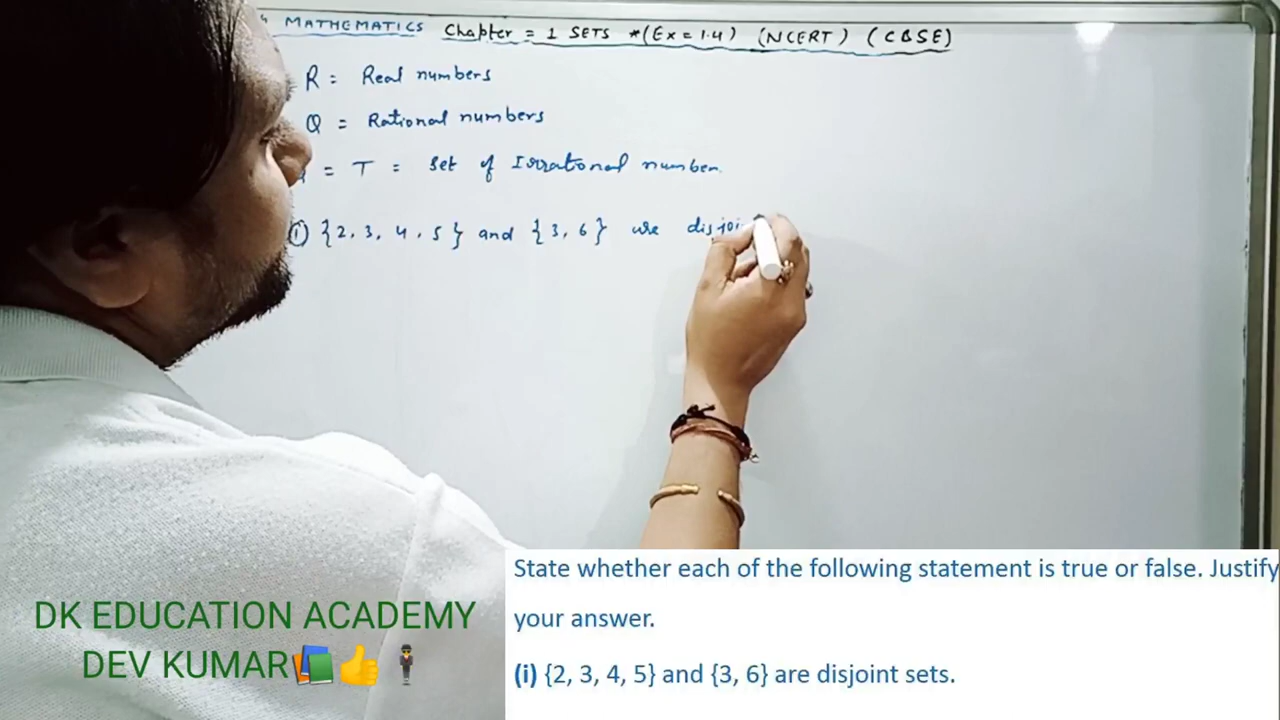 MATHEMATICS Chapter = 1 SETS *(Ex = 1.4) (NCERT) (CBSE)
R = Real numbers
Q = Rational numbers
= T = Set of Irrational number.
(i) {2, 3, 4, 5} and {3, 6} are disjoi
State whether each of the following statement is true or false. Justify
your answer.
(i) {2, 3, 4, 5} and {3, 6} are disjoint sets.
DK EDUCATION ACADEMY
DEV KUMAR📚👍🕴